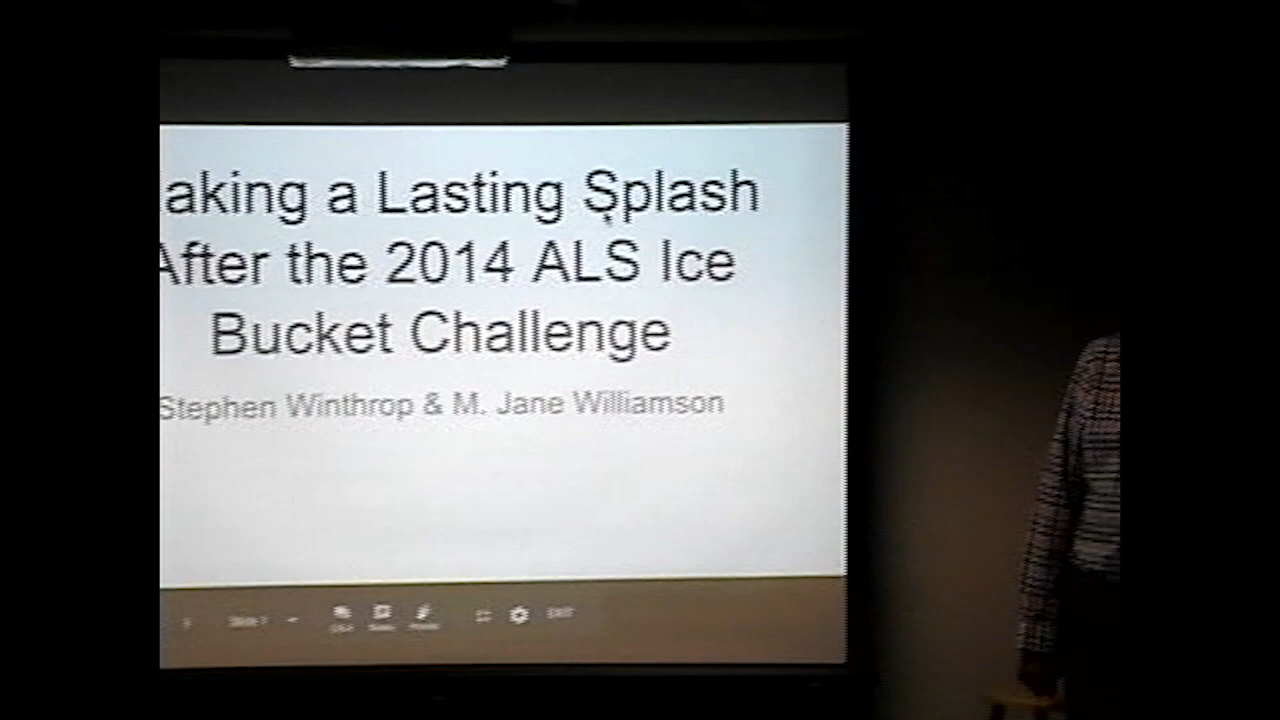 aking a Lasting Splash
After the 2014 ALS Ice
Bucket Challenge
Stephen Winthrop & M. Jane Williamson